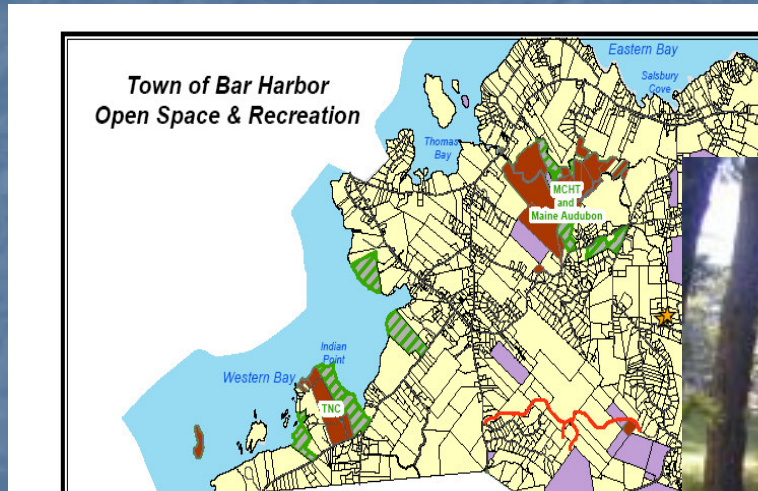 Town of Bar Harbor
Open Space & Recreation
Eastern Bay
Salsbury
Cove
Thomas
Bay
MCHT
and
Maine Audubon
Indian
Point
Western Bay
TNC